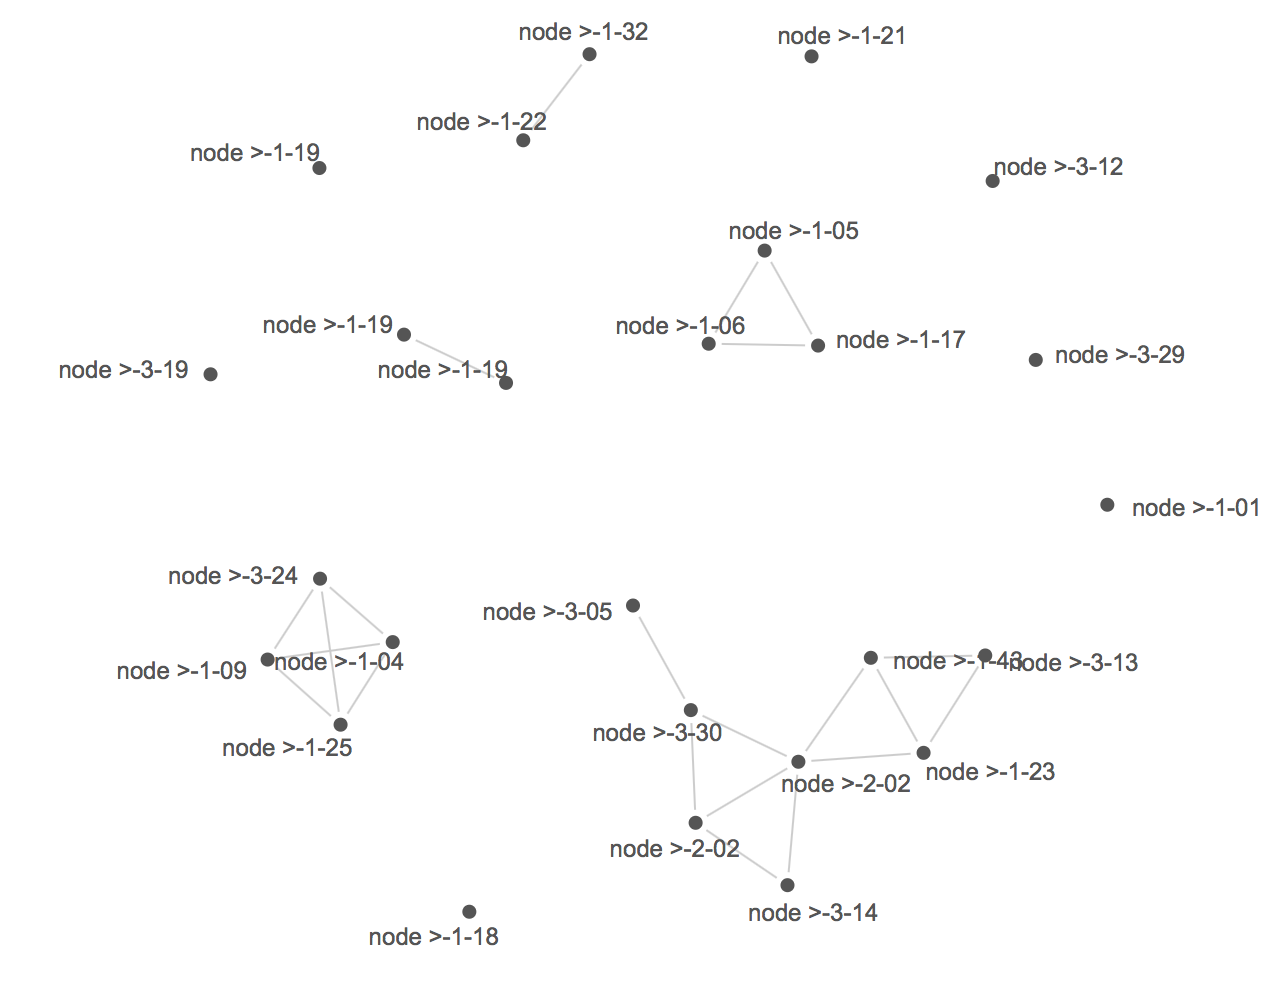 node >-1-32
node >-1-21
node >-1-22
node >-1-19
node >-3-12
node >-1-05
node >-1-19
node >-1-06
node >-1-17
node >-3-29
node >-3-19
node >-1-19
node >-1-01
node >-3-24
node >-3-05
node >-1-09
node >-1-04
node >-1-43
node >-3-13
node >-1-25
node >-3-30
node >-2-02
node >-1-23
node >-2-02
node >-3-14
node >-1-18